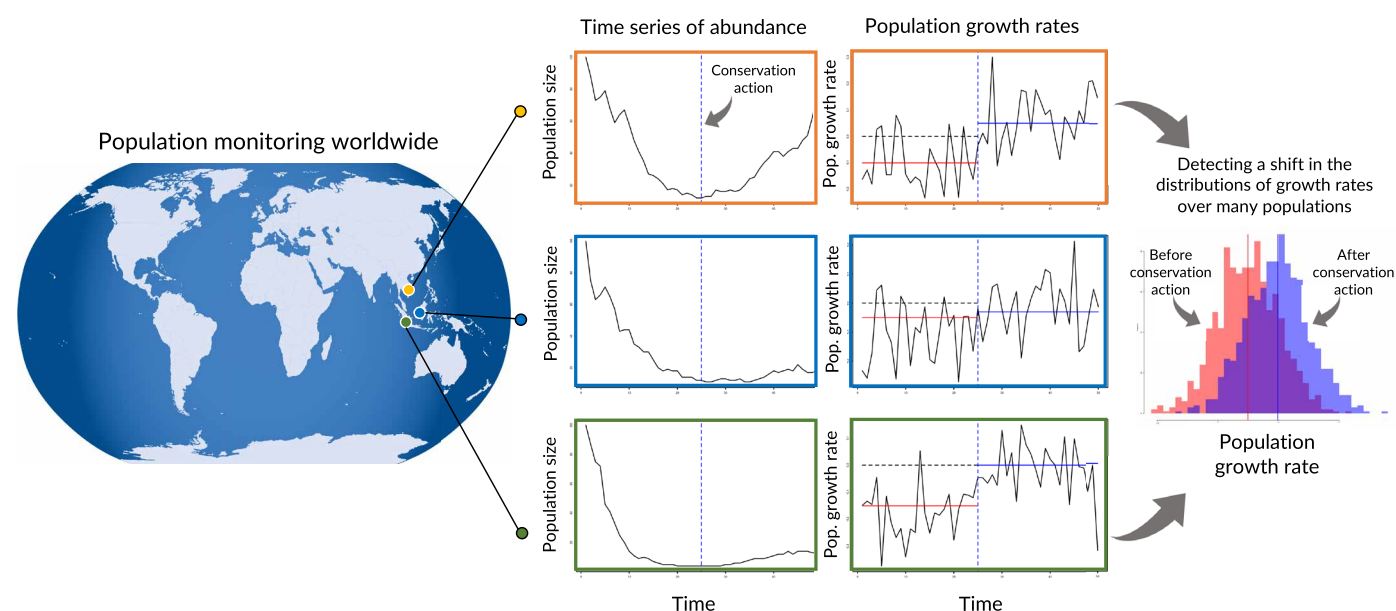 Population monitoring worldwide
Time series of abundance
Population growth rates
Population size
Conservation
action
Pop. growth rate
Population size
Pop. growth rate
Population size
Pop. growth rate
Time
Time
Detecting a shift in the
distributions of growth rates
over many populations
Before
conservation
action
After
conservation
action
Population
growth rate